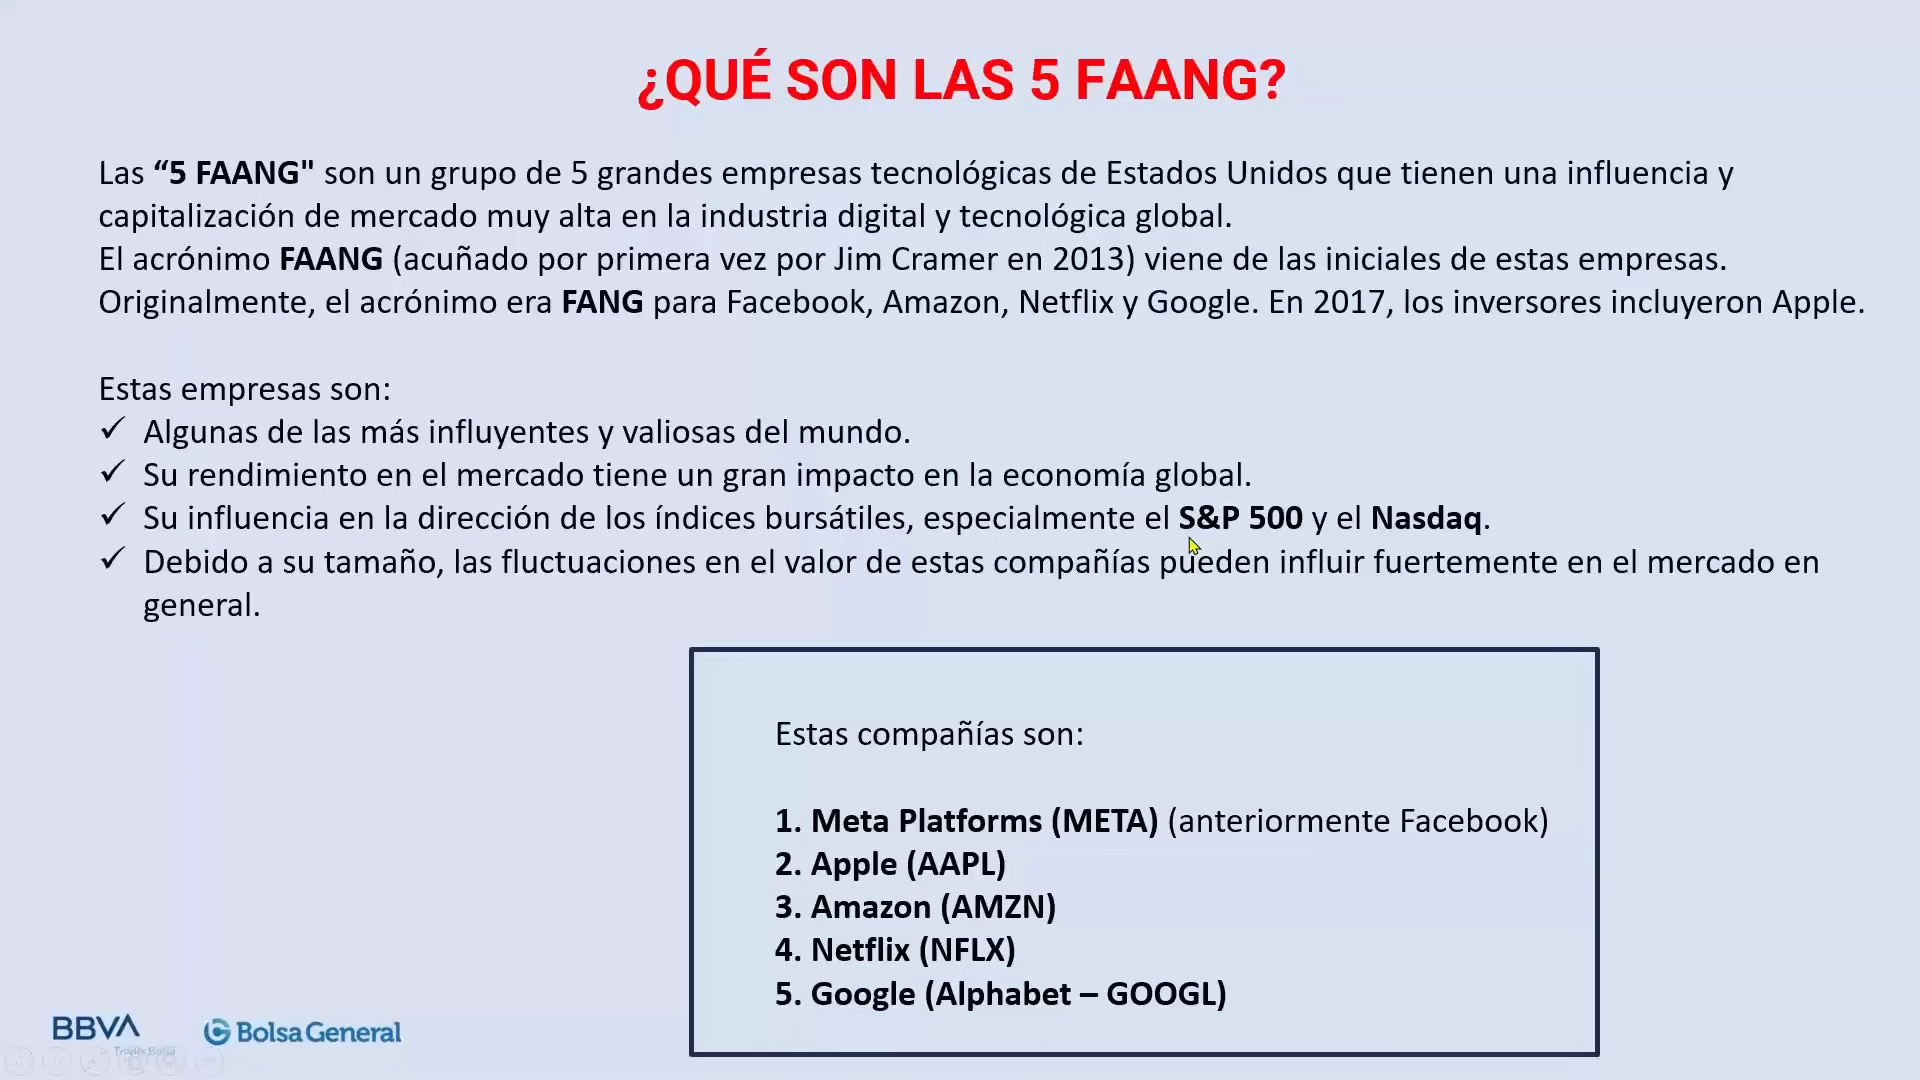 ¿QUÉ SON LAS 5 FAANG?
Las “5 FAANG" son un grupo de 5 grandes empresas tecnológicas de Estados Unidos que tienen una influencia y
capitalización de mercado muy alta en la industria digital y tecnológica global.
El acrónimo FAANG (acuñado por primera vez por Jim Cramer en 2013) viene de las iniciales de estas empresas.
Originalmente, el acrónimo era FANG para Facebook, Amazon, Netflix y Google. En 2017, los inversores incluyeron Apple.
Estas empresas son:
✓ Algunas de las más influyentes y valiosas del mundo.
✓ Su rendimiento en el mercado tiene un gran impacto en la economía global.
✓ Su influencia en la dirección de los índices bursátiles, especialmente el S&P 500 y el Nasdaq.
✓ Debido a su tamaño, las fluctuaciones en el valor de estas compañías pueden influir fuertemente en el mercado en
general.
Estas compañías son:
1. Meta Platforms (META) (anteriormente Facebook)
2. Apple (AAPL)
3. Amazon (AMZN)
4. Netflix (NFLX)
5. Google (Alphabet – GOOGL)
BBVA
Trader Bolsa
Bolsa General